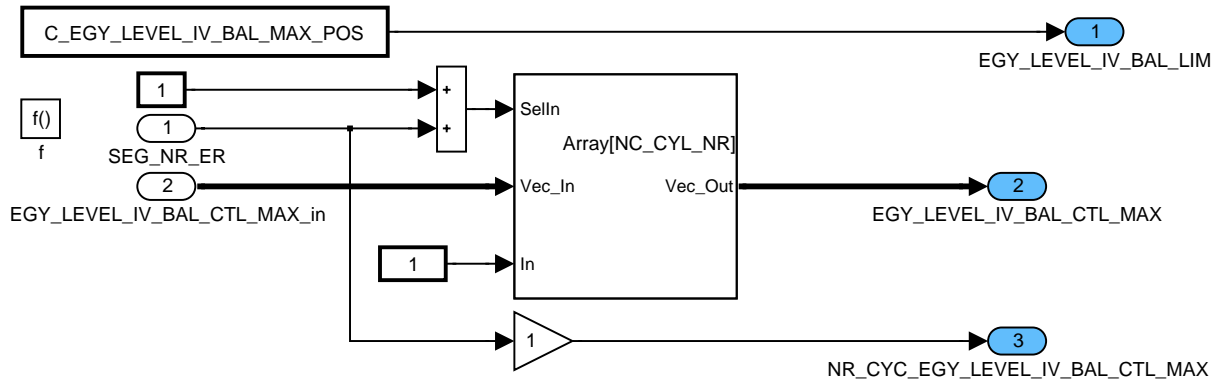 C_EGY_LEVEL_IV_BAL_MAX_POS
1
EGY_LEVEL_IV_BAL_LIM
1
+
SelIn
f()
f
1
+
SEG_NR_ER
Array[NC_CYL_NR]
2
Vec_In
Vec_Out
2
EGY_LEVEL_IV_BAL_CTL_MAX_in
EGY_LEVEL_IV_BAL_CTL_MAX
1
In
1
3
NR_CYC_EGY_LEVEL_IV_BAL_CTL_MAX